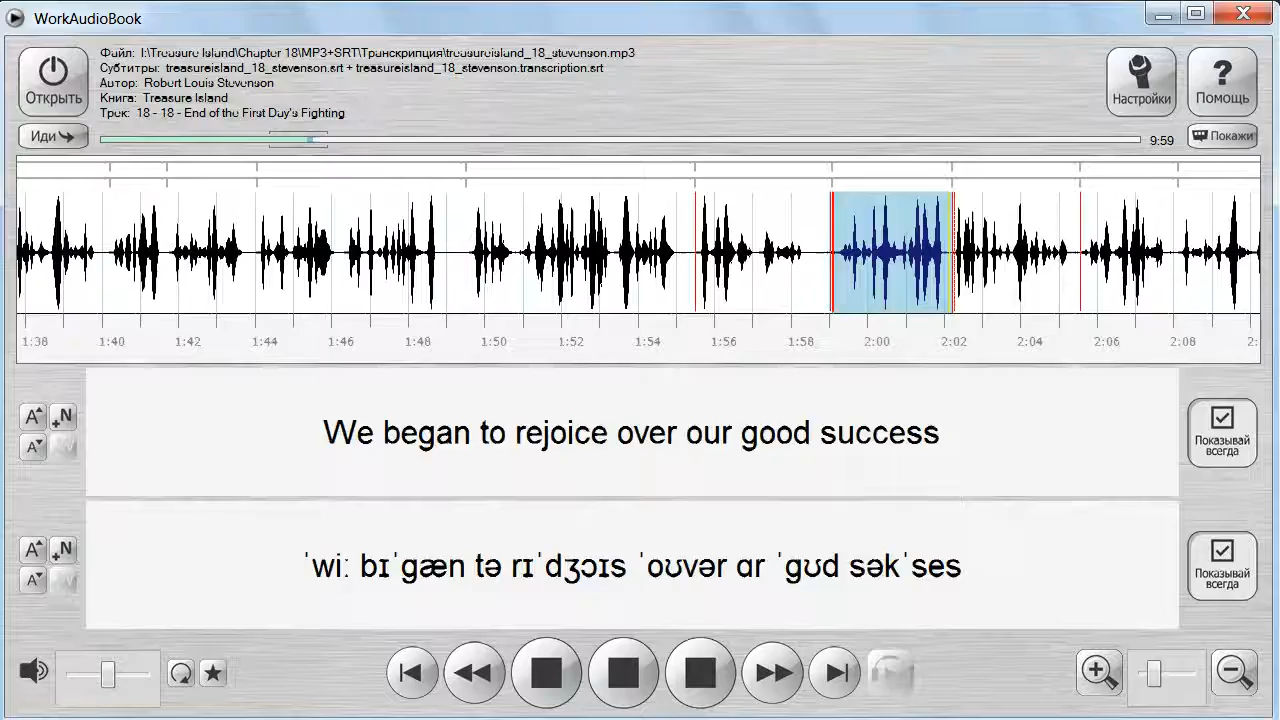 WorkAudioBook
Открыть
Файл: I:\Treasure Island\Chapter 18\MP3+SRT\Транскрипция\treasureisland_18_stevenson.mp3
Субтитры: treasureisland_18_stevenson.srt + treasureisland_18_stevenson.transcription.srt
Автор: Robert Louis Stevenson
Книга: Treasure Island
Трек: 18 - 18 - End of the First Day's Fighting
Настройки
Помощь
Иди
9:59
Покажи
1:38 1:40 1:42 1:44 1:46 1:48 1:50 1:52 1:54 1:56 1:58 2:00 2:02 2:04 2:06 2:08 2:
A N
A
We began to rejoice over our good success
Показывай
всегда
A N
A
ˈwiː bɪˈɡæn tə rɪˈdʒɔɪs ˈoʊvər ɑr ˈɡʊd səkˈses
Показывай
всегда